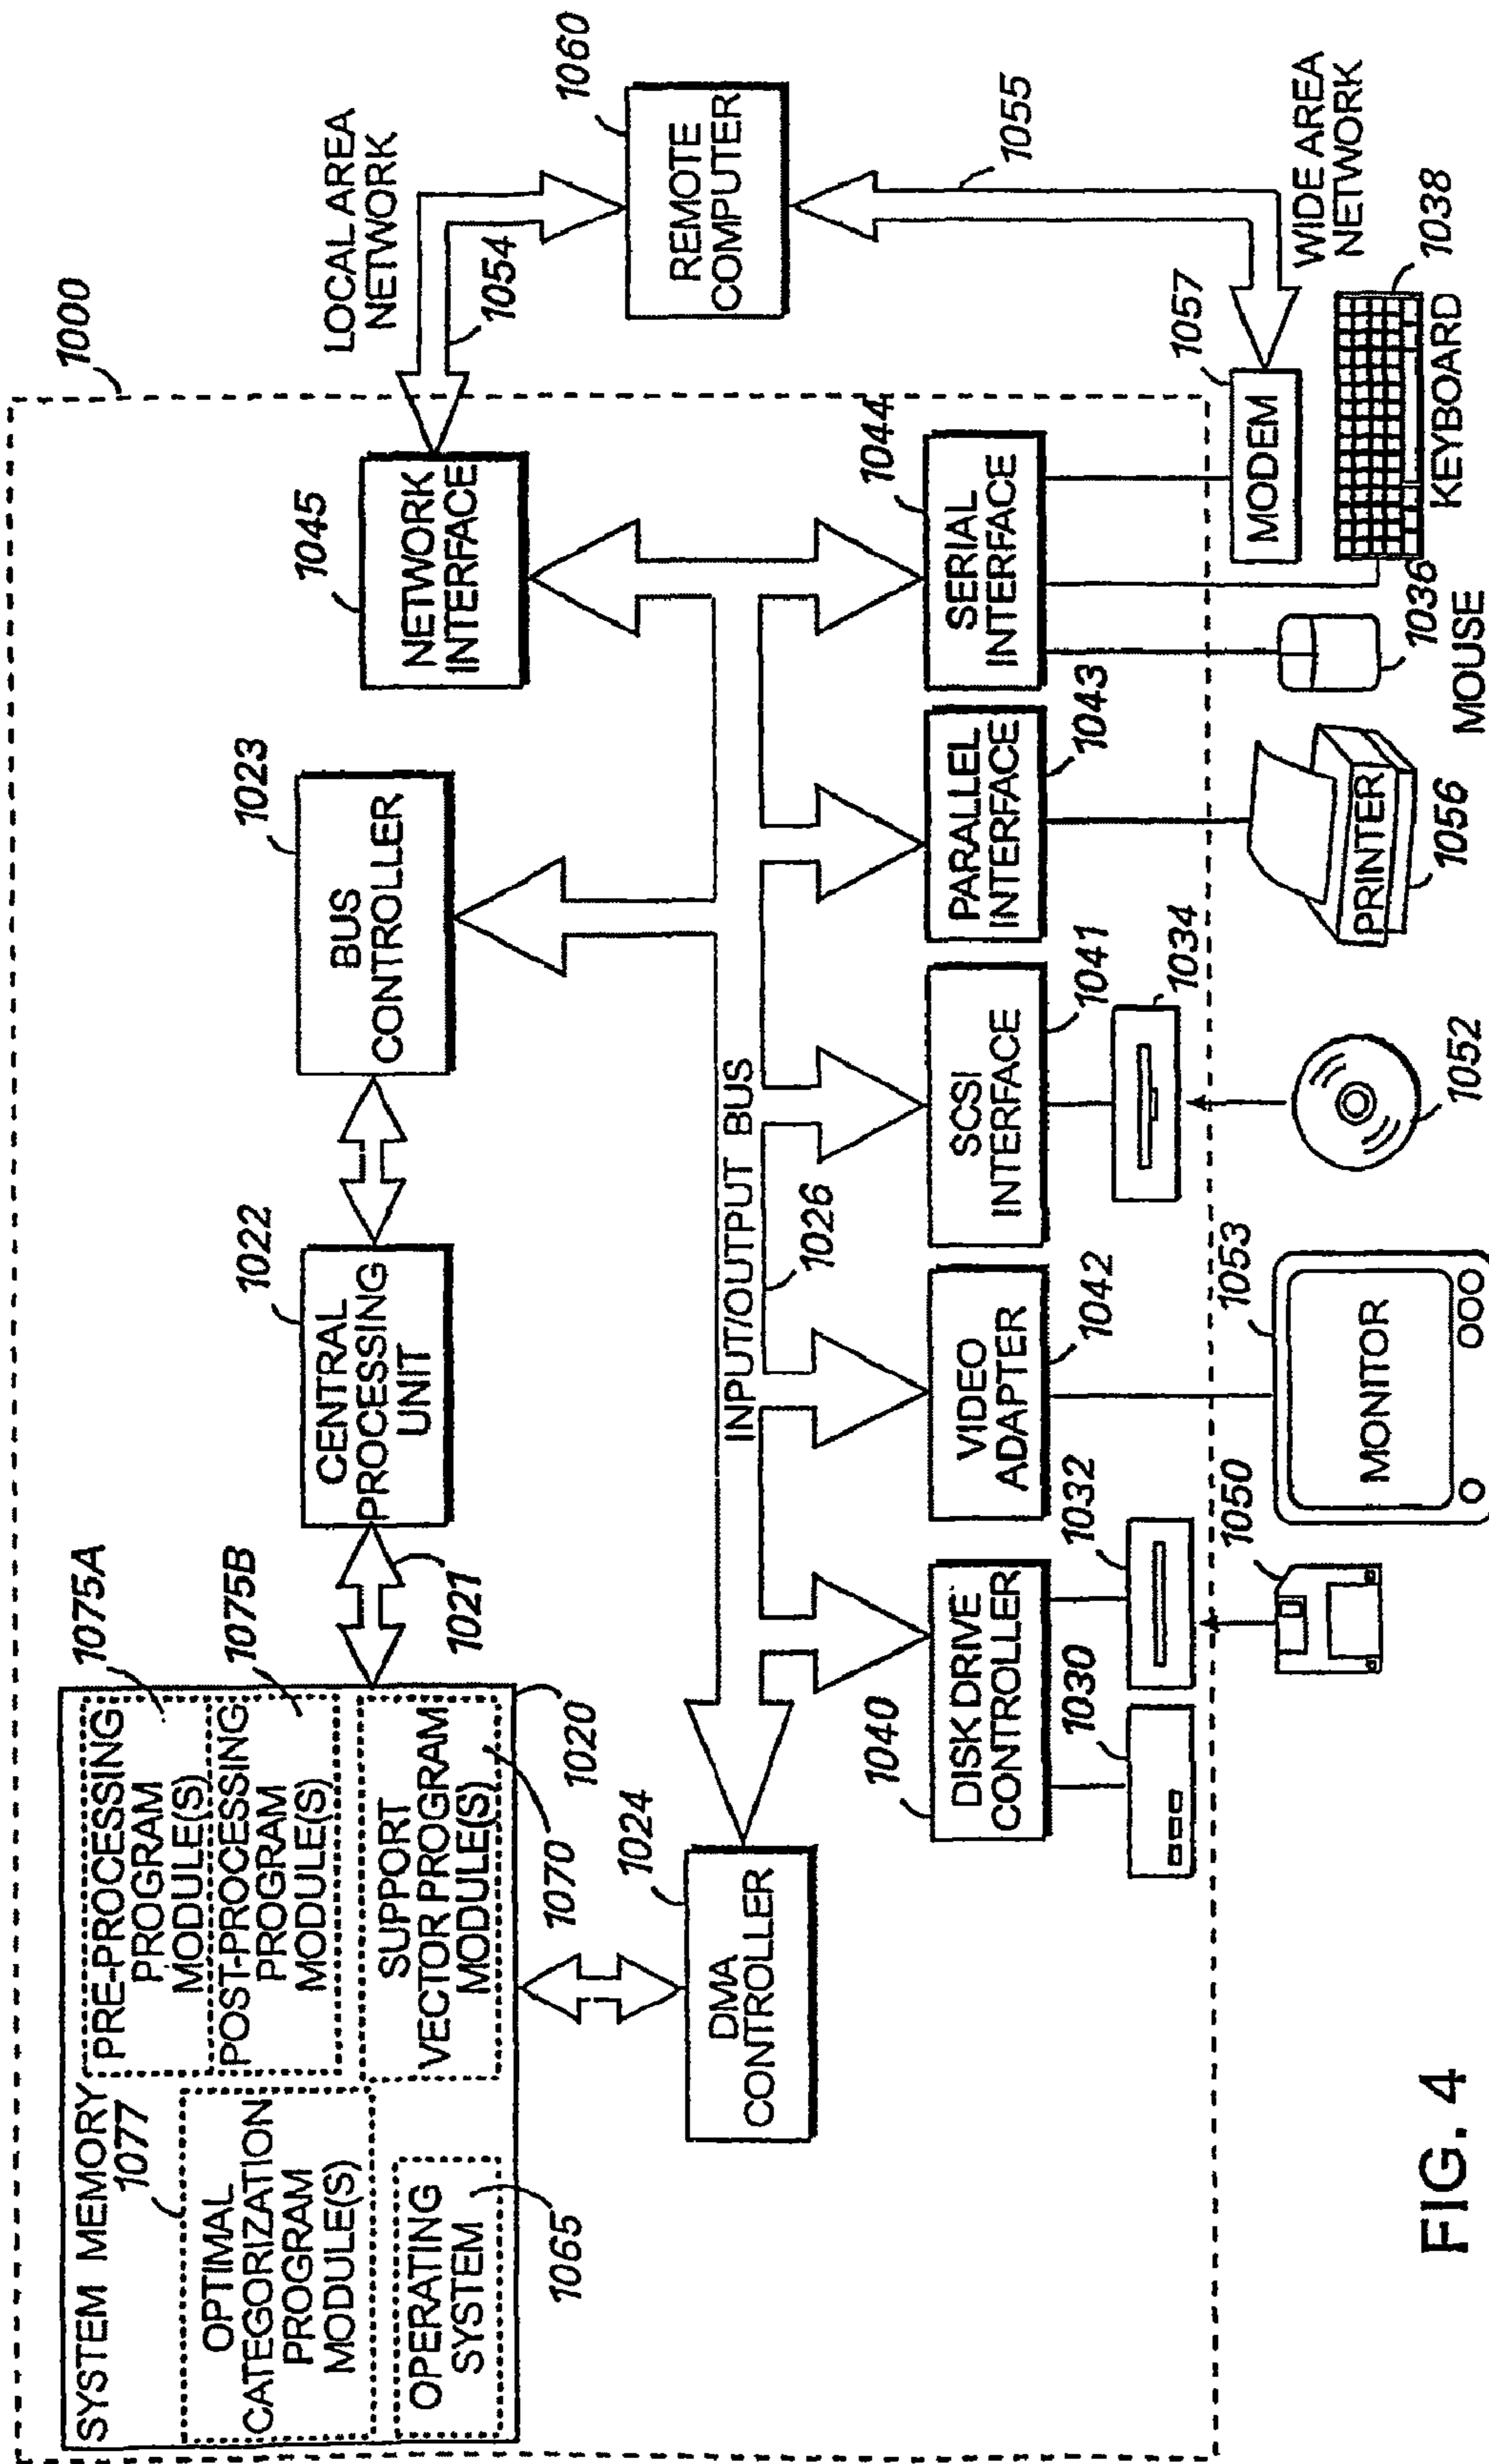 1000
SYSTEM MEMORY
1077
OPTIMAL
CATEGORIZATION
PROGRAM
MODULE(S)
OPERATING
SYSTEM
1065
PRE-PROCESSING
PROGRAM
MODULE(S)
1075A
POST-PROCESSING
PROGRAM
MODULE(S)
1075B
SUPPORT
VECTOR PROGRAM
MODULE(S)
1070
1020
1021
CENTRAL
PROCESSING
UNIT
1022
BUS
CONTROLLER
1023
NETWORK
INTERFACE
1045
LOCAL AREA
NETWORK
1054
REMOTE
COMPUTER
1060
1055
WIDE AREA
NETWORK
DMA
CONTROLLER
1024
INPUT/OUTPUT BUS
1026
DISK DRIVE
CONTROLLER
1040
VIDEO
ADAPTER
1042
SCSI
INTERFACE
1041
PARALLEL
INTERFACE
1043
SERIAL
INTERFACE
1044
1030
1032
1034
1050
MONITOR
1053
1052
PRINTER
1056
MOUSE
1036
MODEM
1057
KEYBOARD
1038
FIG. 4